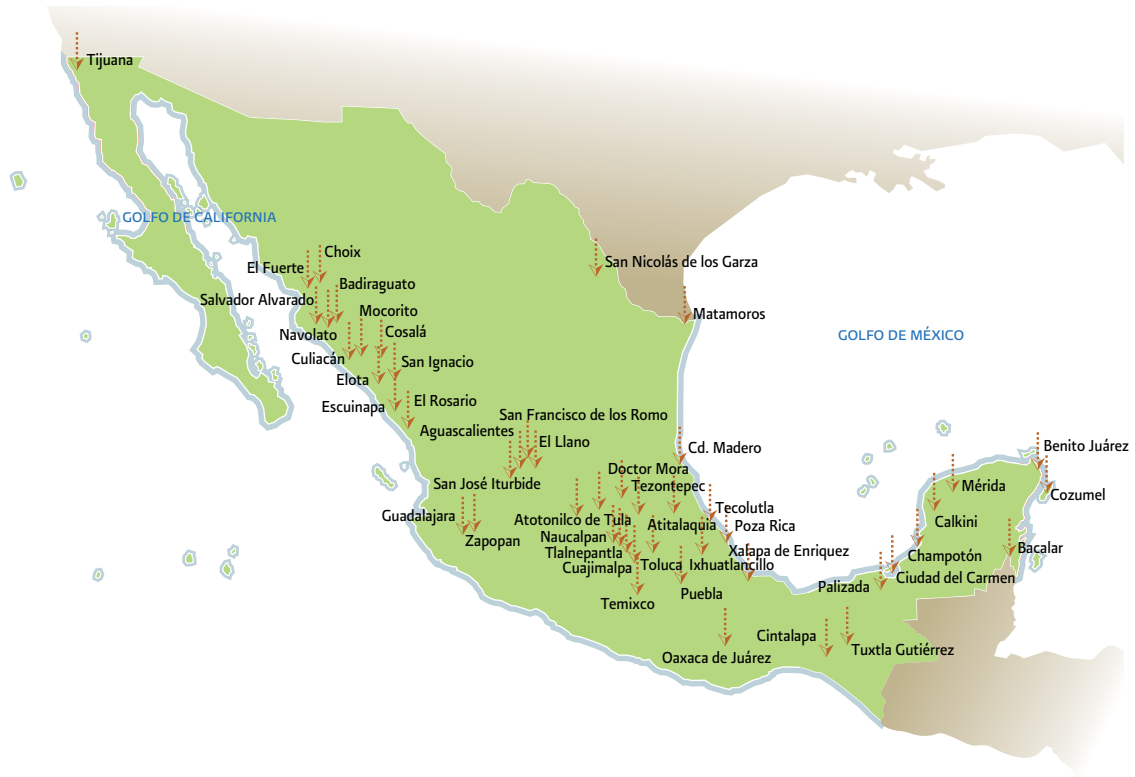 Tijuana
GOLFO DE CALIFORNIA
Choix
El Fuerte
San Nicolás de los Garza
Badiraguato
Salvador Alvarado
Mocorito
Matamoros
Navolato
Cosalá
GOLFO DE MÉXICO
Culiacán
San Ignacio
Elota
El Rosario
Escuinapa
San Francisco de los Romo
Aguascalientes
El Llano
Cd. Madero
Benito Juárez
Doctor Mora
San José Iturbide
Tezontepec
Mérida
Cozumel
Tecolutla
Guadalajara
Atotonilco de Tula
Atitalaquia
Poza Rica
Calkini
Zapopan
Naucalpan
Tlalnepantla
Xalapa de Enriquez
Champotón
Bacalar
Cuajimalpa
Toluca
Ixhuatlancillo
Ciudad del Carmen
Palizada
Puebla
Temixco
Cintalapa
Tuxtla Gutiérrez
Oaxaca de Juárez